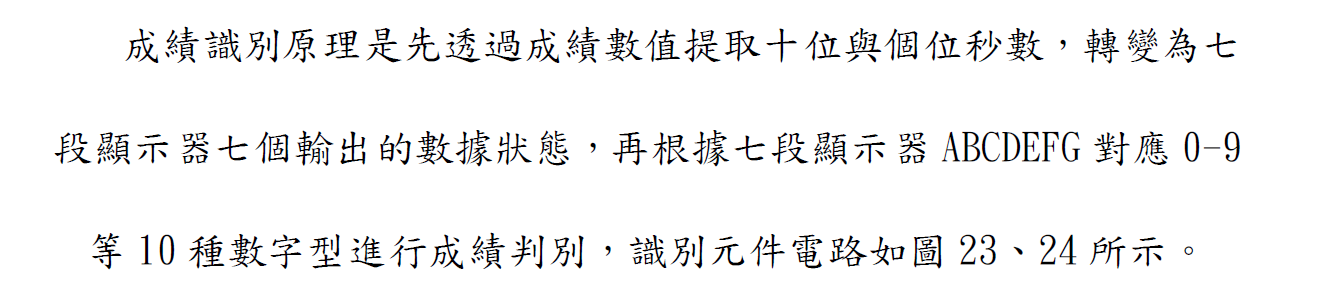 成績識別原理是先透過成績數值提取十位與個位秒數，轉變為七
段顯示器七個輸出的數據狀態，再根據七段顯示器 ABCDEFG 對應 0-9
等 10 種數字型進行成績判別，識別元件電路如圖 23、24 所示。